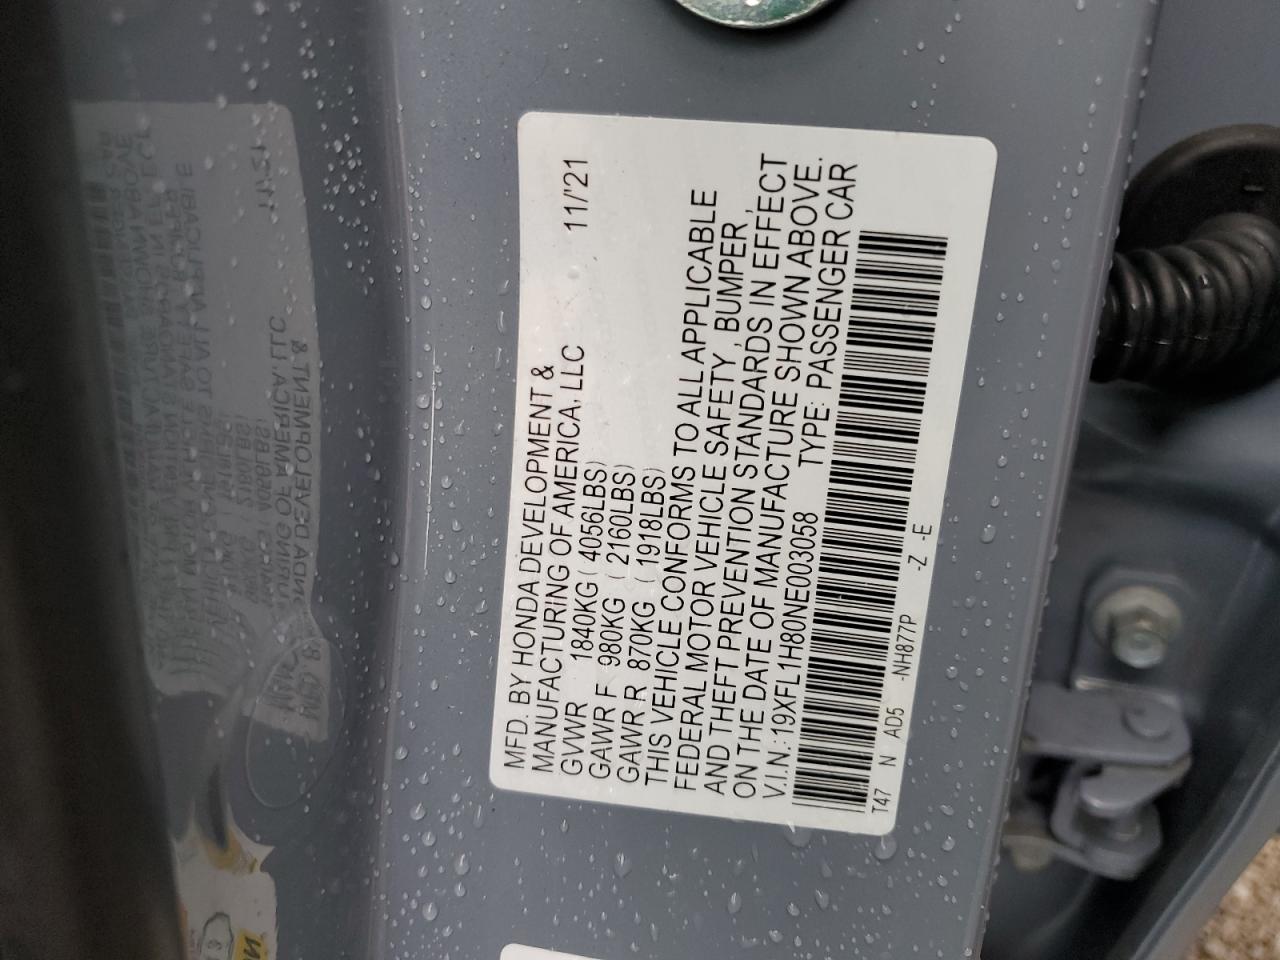 MFD. BY HONDA DEVELOPMENT &
MANUFACTURING OF AMERICA, LLC 11/'21
GVWR 1840KG ( 4056LBS)
GAWR F 980KG ( 2160LBS)
GAWR R 870KG ( 1918LBS)
THIS VEHICLE CONFORMS TO ALL APPLICABLE
FEDERAL MOTOR VEHICLE SAFETY, BUMPER,
AND THEFT PREVENTION STANDARDS IN EFFECT
ON THE DATE OF MANUFACTURE SHOWN ABOVE.
V.I.N.: 19XFL1H80NE003058 TYPE: PASSENGER CAR
T47 N AD5 -NH877P -Z -E